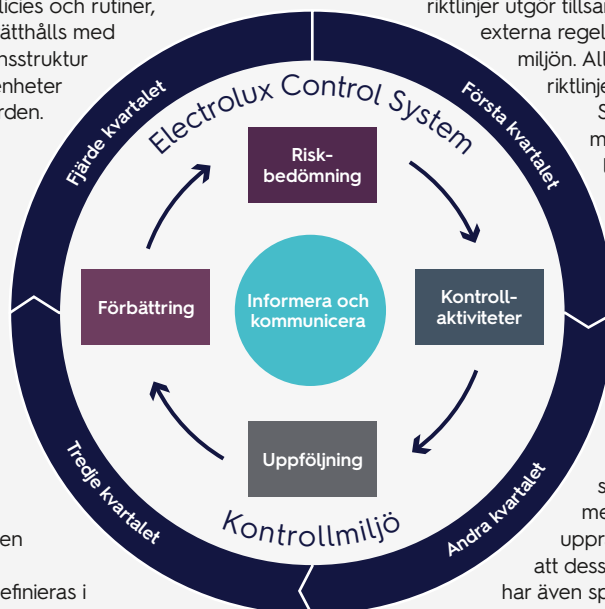 licies och rutiner,
ätthålls med
nsstruktur
enheter
rden.
riktlinjer utgör tillsa
externa regel
miljön. All
riktlinje
S
m
Electrolux Control System
Fjärde kvartalet
Första kvartalet
Risk-
bedömning
Förbättring
Informera och
kommunicera
Kontroll-
aktiviteter
Uppföljning
Kontrollmiljö
Tredje kvartalet
Andra kvartalet
en
efinieras i
s
me
uppr
att dess
har även sp